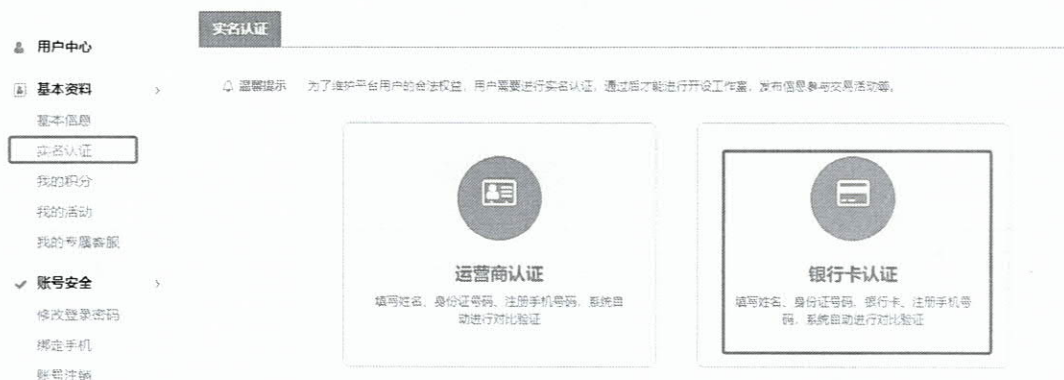 实名认证
用户中心
基本资料
基本信息
实名认证
我的积分
我的活动
我的专属客服
账号安全
修改登录密码
绑定手机
账号注销
温馨提示 为了维护平台用户的合法权益，用户需要进行实名认证，通过后才能进行开设工作室，发布信息参与交易活动等。
运营商认证
填写姓名、身份证号码、注册手机号码，系统自
动进行对比验证
银行卡认证
填写姓名、身份证号码、银行卡、注册手机号
码，系统自动进行对比验证